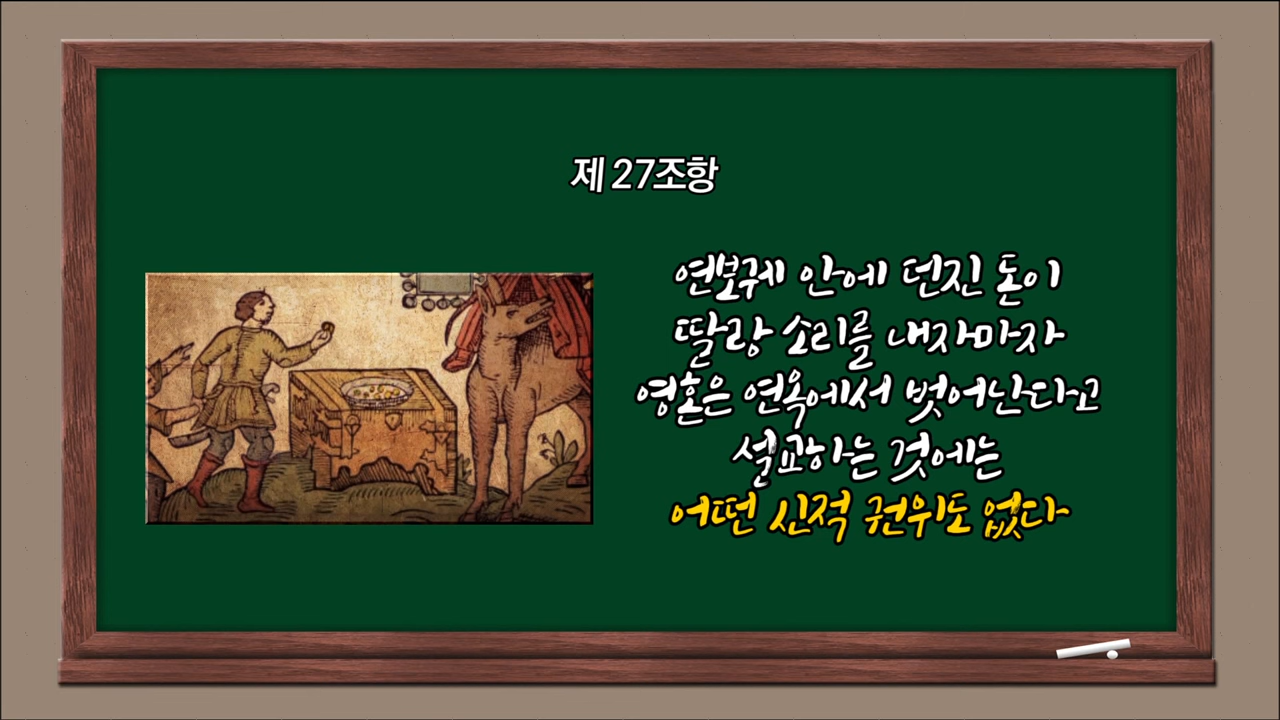 제 27조항
연보궤 안에 던진 돈이
딸랑 소리를 내자마자
영혼은 연옥에서 벗어난다고
설교하는 것에는
어떤 신적 권위도 없다